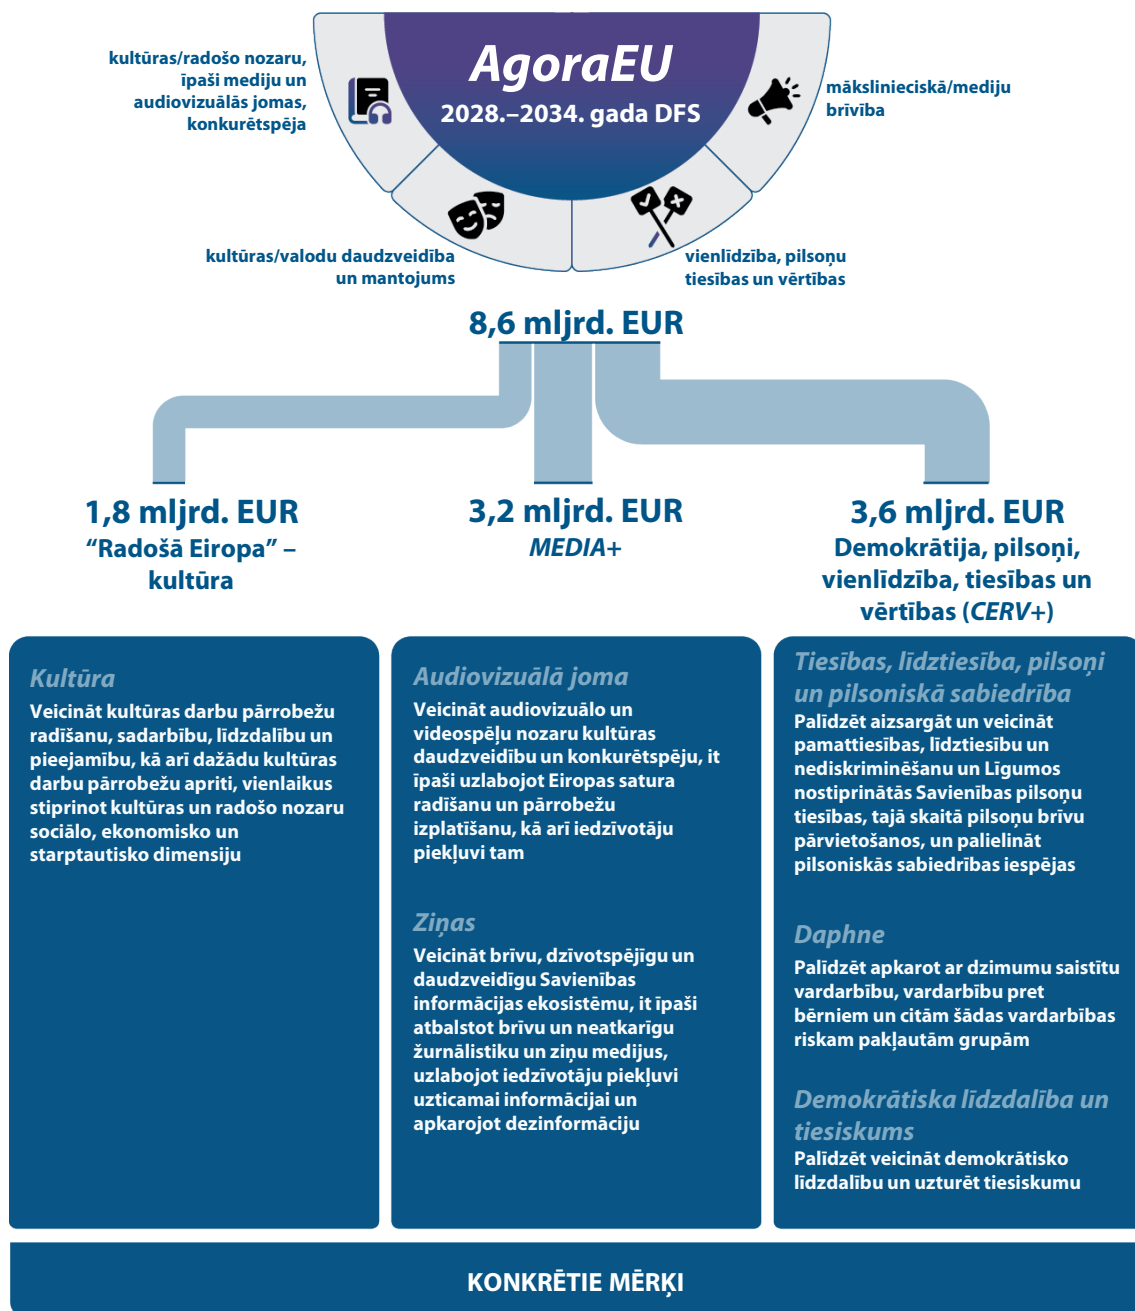 AgoraEU
2028.–2034. gada DFS
kultūras/radošo nozaru,
īpaši mediju un
audiovizuālās jomas,
konkurētspēja
mākslinieciskā/mediju
brīvība
kultūras/valodu daudzveidība
un mantojums
vienlīdzība, pilsoņu
tiesības un vērtības
8,6 mljrd. EUR
1,8 mljrd. EUR
“Radošā Eiropa” –
kultūra
3,2 mljrd. EUR
MEDIA+
3,6 mljrd. EUR
Demokrātija, pilsoņi,
vienlīdzība, tiesības un
vērtības (CERV+)
Kultūra
Veicināt kultūras darbu pārrobežu
radīšanu, sadarbību, līdzdalību un
pieejamību, kā arī dažādu kultūras
darbu pārrobežu apriti, vienlaikus
stiprinot kultūras un radošo nozaru
sociālo, ekonomisko un
starptautisko dimensiju
Audiovizuālā joma
Veicināt audiovizuālo un
videospēļu nozaru kultūras
daudzveidību un konkurētspēju, it
īpaši uzlabojot Eiropas satura
radīšanu un pārrobežu
izplatīšanu, kā arī iedzīvotāju
piekļuvi tam
Ziņas
Veicināt brīvu, dzīvotspējīgu un
daudzveidīgu Savienības
informācijas ekosistēmu, it īpaši
atbalstot brīvu un neatkarīgu
žurnālistiku un ziņu medijus,
uzlabojot iedzīvotāju piekļuvi
uzticamai informācijai un
apkarojot dezinformāciju
Tiesības, līdztiesība, pilsoņi
un pilsoniskā sabiedrība
Palīdzēt aizsargāt un veicināt
pamattiesības, līdztiesību un
nediskriminēšanu un Līgumos
nostiprinātās Savienības pilsoņu
tiesības, tajā skaitā pilsoņu brīvu
pārvietošanos, un palielināt
pilsoniskās sabiedrības iespējas
Daphne
Palīdzēt apkarot ar dzimumu saistītu
vardarbību, vardarbību pret
bērniem un citām šādas vardarbības
riskam pakļautām grupām
Demokrātiska līdzdalība un
tiesiskums
Palīdzēt veicināt demokrātisko
līdzdalību un uzturēt tiesiskumu
KONKRĒTIE MĒRĶI